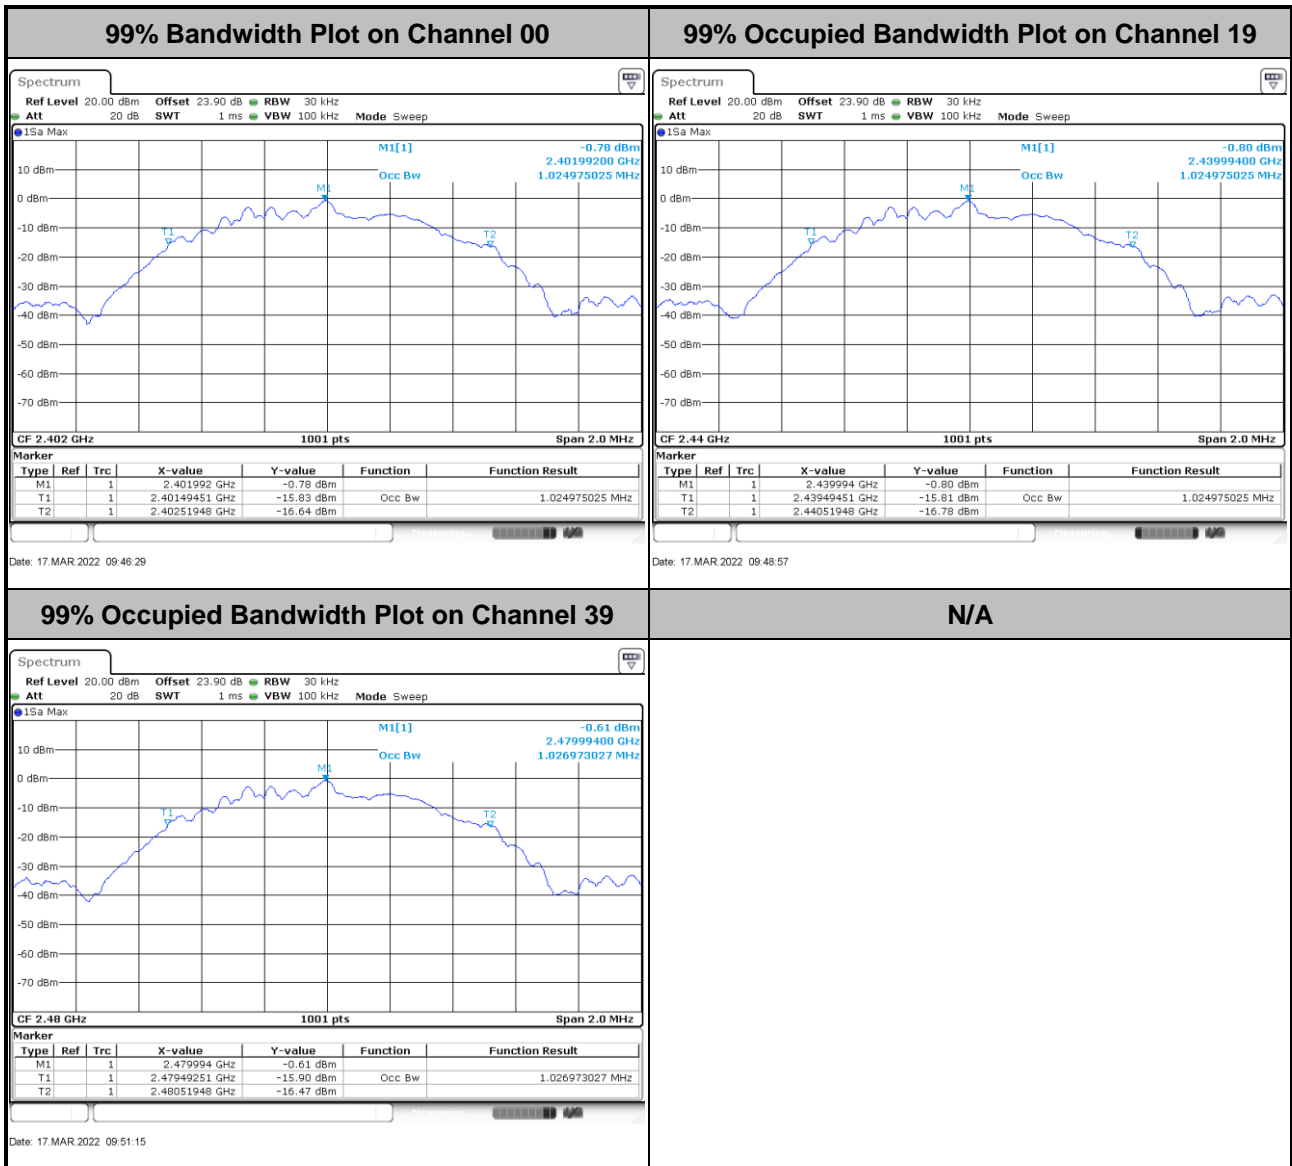 99% Bandwidth Plot on Channel 00
Spectrum
Ref Level 20.00 dBm Offset 23.90 dB RBW 30 kHz
Att 20 dB SWT 1 ms VBW 100 kHz Mode Sweep
1Sa Max
M1[1] -0.78 dBm
2.40199200 GHz
10 dBm
Occ Bw 1.024975025 MHz
M1
0 dBm
-10 dBm
T1
T2
-20 dBm
-30 dBm
-40 dBm
-50 dBm
-60 dBm
-70 dBm
CF 2.402 GHz 1001 pts Span 2.0 MHz
Marker
Type Ref Trc X-value Y-value Function Function Result
M1 1 2.401992 GHz -0.78 dBm
T1 1 2.40149451 GHz -15.83 dBm Occ Bw 1.024975025 MHz
T2 1 2.40251948 GHz -16.64 dBm
Measuring...
Date: 17.MAR.2022 09:46:29
99% Occupied Bandwidth Plot on Channel 19
Spectrum
Ref Level 20.00 dBm Offset 23.90 dB RBW 30 kHz
Att 20 dB SWT 1 ms VBW 100 kHz Mode Sweep
1Sa Max
M1[1] -0.80 dBm
2.43999400 GHz
10 dBm
Occ Bw 1.024975025 MHz
M1
0 dBm
-10 dBm
T1
T2
-20 dBm
-30 dBm
-40 dBm
-50 dBm
-60 dBm
-70 dBm
CF 2.44 GHz 1001 pts Span 2.0 MHz
Marker
Type Ref Trc X-value Y-value Function Function Result
M1 1 2.439994 GHz -0.80 dBm
T1 1 2.43949451 GHz -15.81 dBm Occ Bw 1.024975025 MHz
T2 1 2.44051948 GHz -16.78 dBm
Measuring...
Date: 17.MAR.2022 09:48:57
99% Occupied Bandwidth Plot on Channel 39
Spectrum
Ref Level 20.00 dBm Offset 23.90 dB RBW 30 kHz
Att 20 dB SWT 1 ms VBW 100 kHz Mode Sweep
1Sa Max
M1[1] -0.61 dBm
2.47999400 GHz
10 dBm
Occ Bw 1.026973027 MHz
M1
0 dBm
-10 dBm
T1
T2
-20 dBm
-30 dBm
-40 dBm
-50 dBm
-60 dBm
-70 dBm
CF 2.48 GHz 1001 pts Span 2.0 MHz
Marker
Type Ref Trc X-value Y-value Function Function Result
M1 1 2.479994 GHz -0.61 dBm
T1 1 2.47949251 GHz -15.90 dBm Occ Bw 1.026973027 MHz
T2 1 2.48051948 GHz -16.47 dBm
Measuring...
Date: 17.MAR.2022 09:51:15
N/A